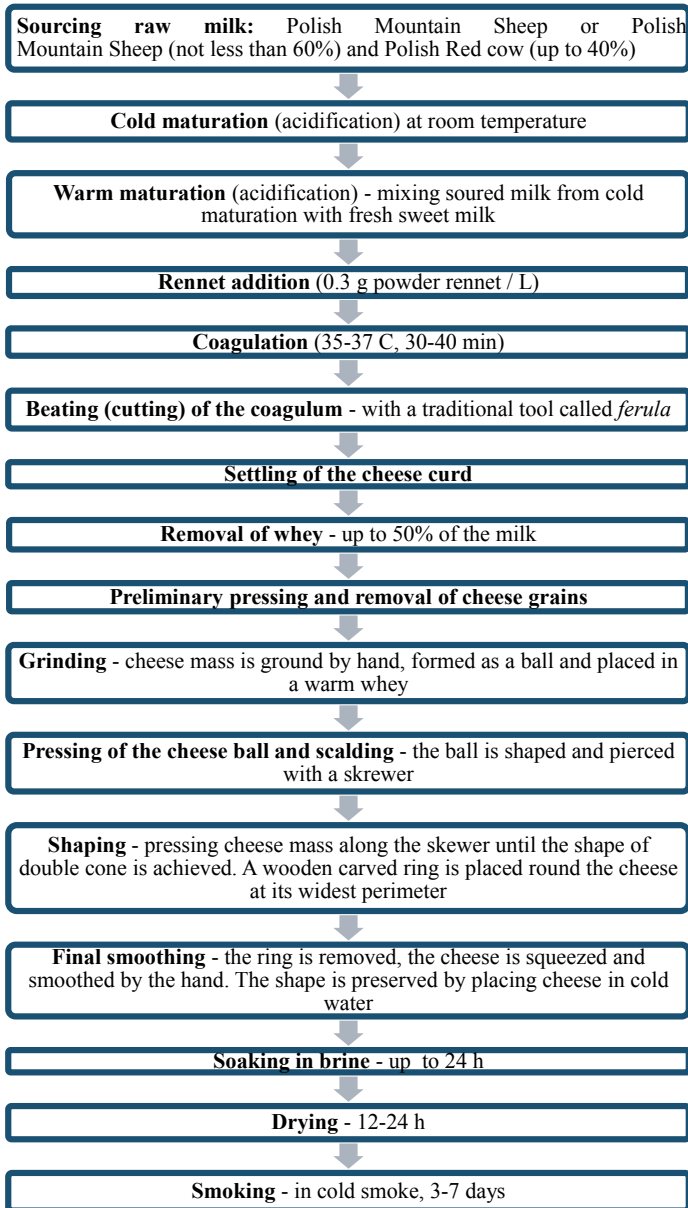 Sourcing raw milk: Polish Mountain Sheep or Polish
Mountain Sheep (not less than 60%) and Polish Red cow (up to 40%)
Cold maturation (acidification) at room temperature
Warm maturation (acidification) - mixing soured milk from cold
maturation with fresh sweet milk
Rennet addition (0.3 g powder rennet / L)
Coagulation (35-37 C, 30-40 min)
Beating (cutting) of the coagulum - with a traditional tool called ferula
Settling of the cheese curd
Removal of whey - up to 50% of the milk
Preliminary pressing and removal of cheese grains
Grinding - cheese mass is ground by hand, formed as a ball and placed in
a warm whey
Pressing of the cheese ball and scalding - the ball is shaped and pierced
with a skrewer
Shaping - pressing cheese mass along the skewer until the shape of
double cone is achieved. A wooden carved ring is placed round the cheese
at its widest perimeter
Final smoothing - the ring is removed, the cheese is squeezed and
smoothed by the hand. The shape is preserved by placing cheese in cold
water
Soaking in brine - up to 24 h
Drying - 12-24 h
Smoking - in cold smoke, 3-7 days